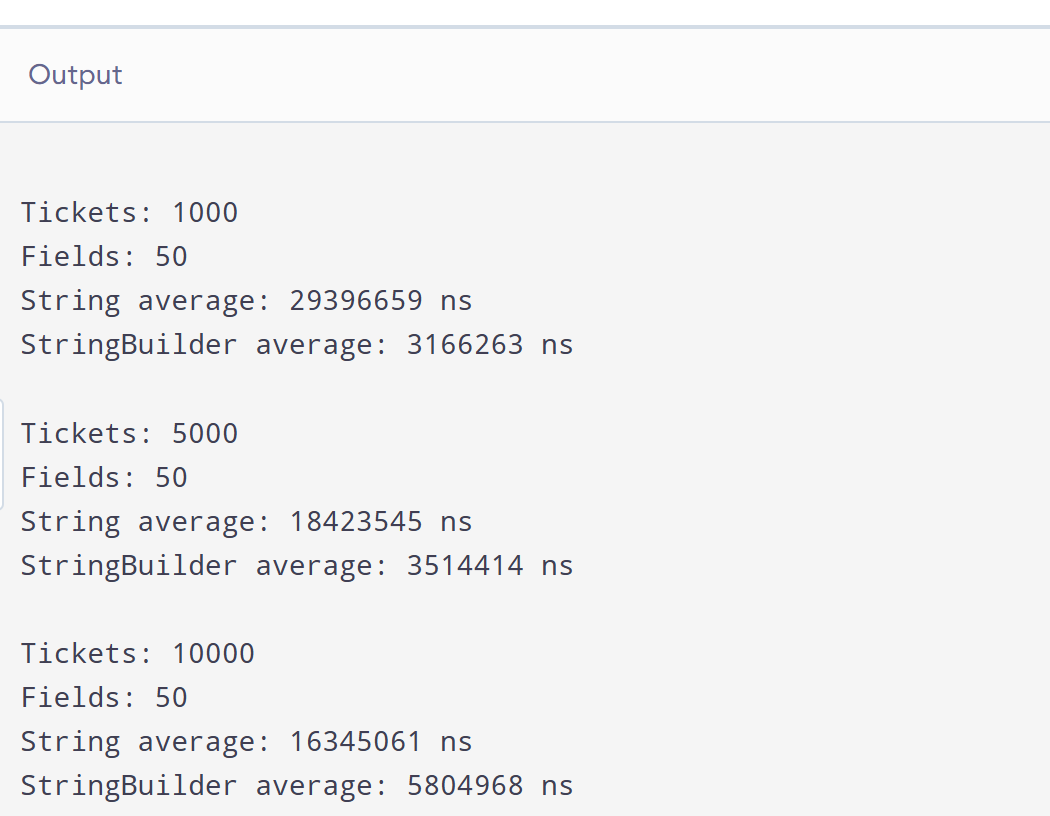 Output
Tickets: 1000
Fields: 50
String average: 29396659 ns
StringBuilder average: 3166263 ns
Tickets: 5000
Fields: 50
String average: 18423545 ns
StringBuilder average: 3514414 ns
Tickets: 10000
Fields: 50
String average: 16345061 ns
StringBuilder average: 5804968 ns